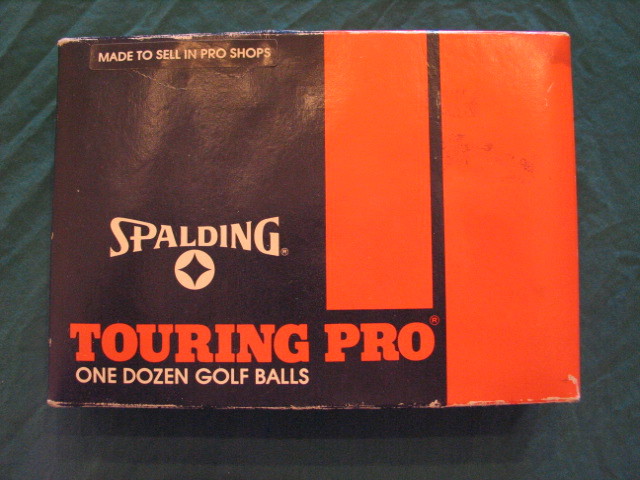 MADE TO SELL IN PRO SHOPS
SPALDING®
TOURING PRO®
ONE DOZEN GOLF BALLS